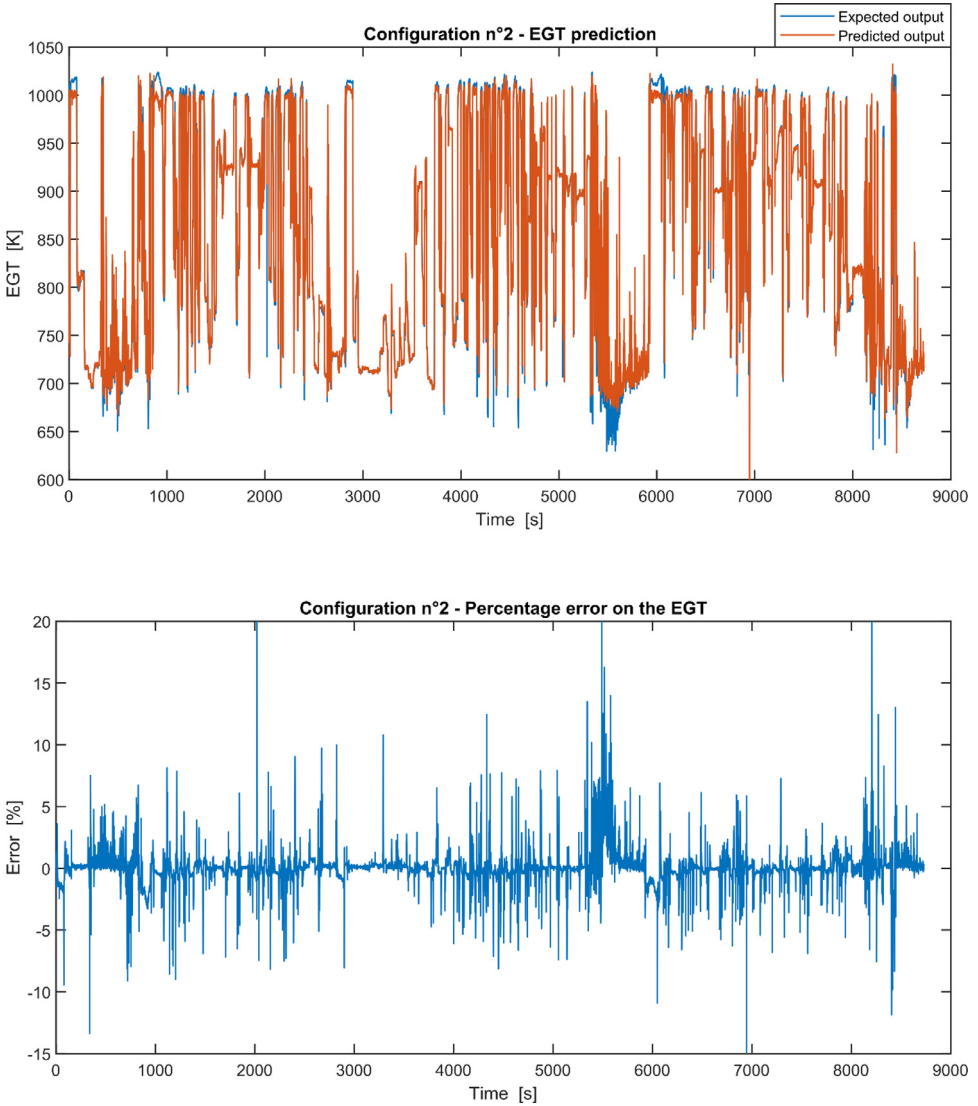 Configuration n°2 - EGT prediction
Expected output
Predicted output
EGT [K]
1050
1000
950
900
850
800
750
700
650
600
0 1000 2000 3000 4000 5000 6000 7000 8000 9000
Time [s]
Configuration n°2 - Percentage error on the EGT
Error [%]
20
15
10
5
0
-5
-10
-15
0 1000 2000 3000 4000 5000 6000 7000 8000 9000
Time [s]